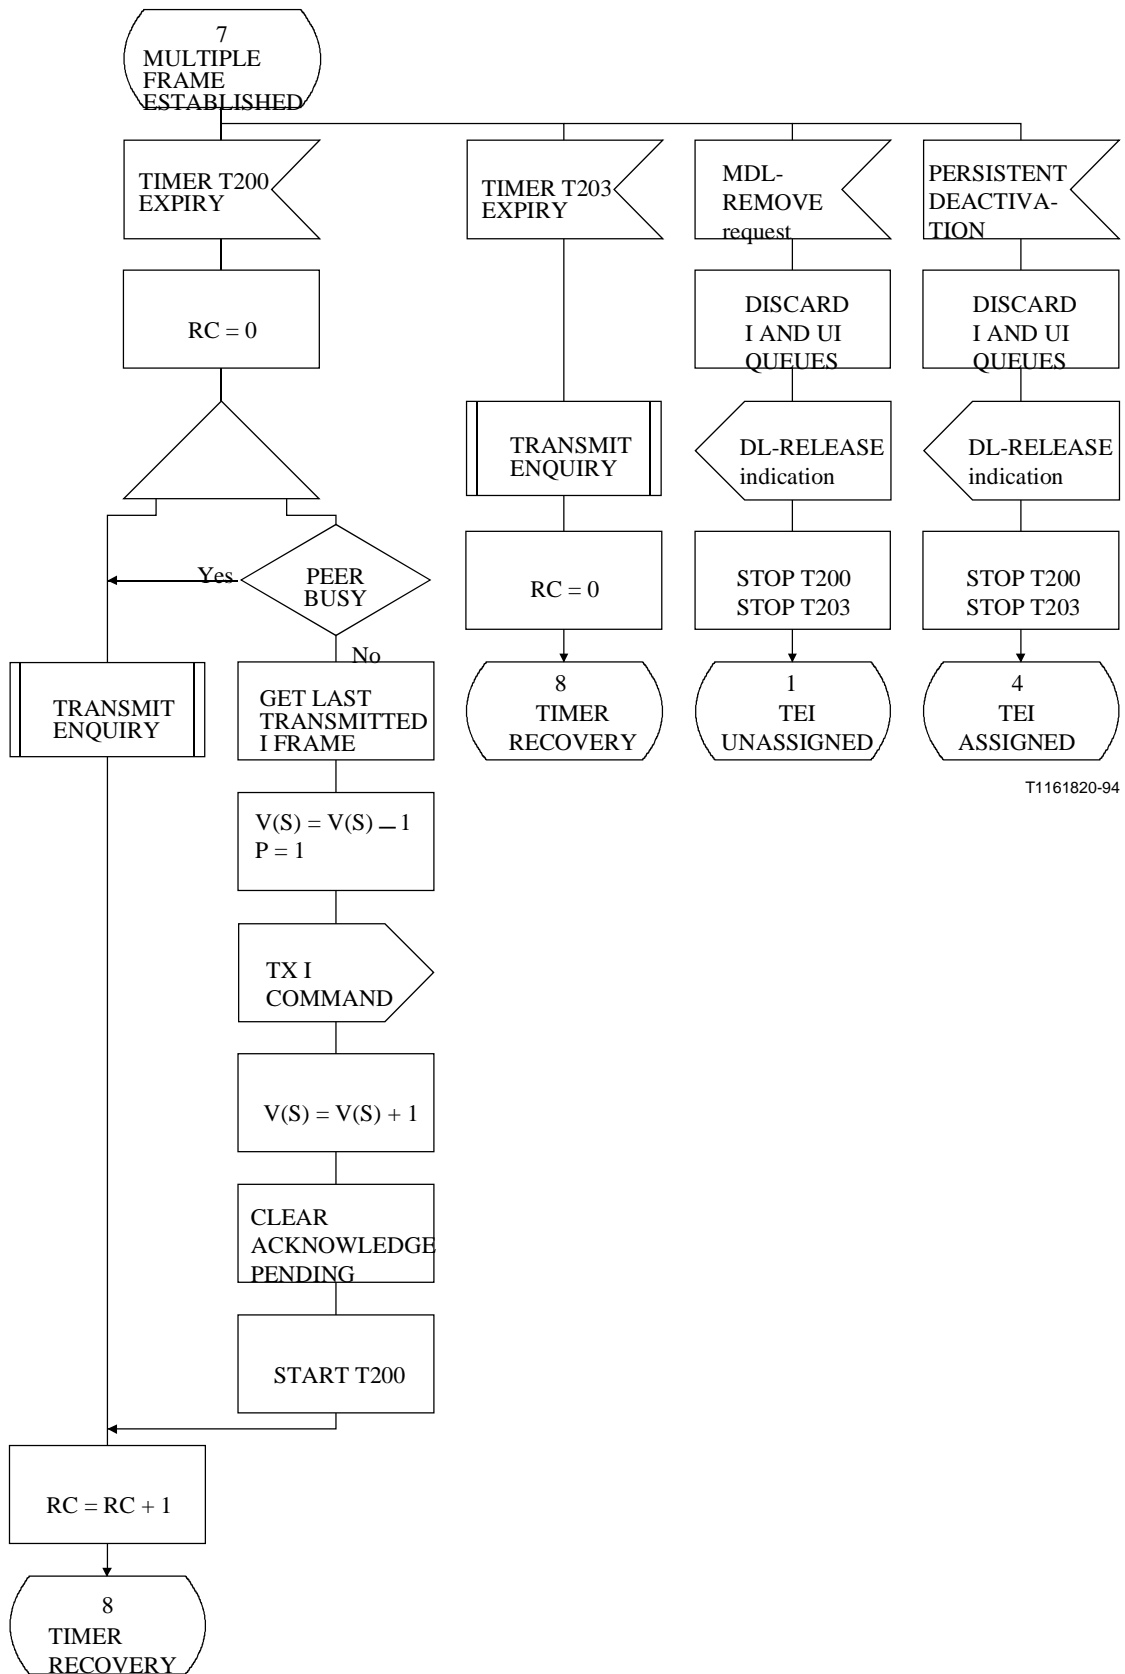 7
MULTIPLE
FRAME
ESTABLISHED
TIMER T200
EXPIRY
TIMER T203
EXPIRY
MDL-
REMOVE
request
PERSISTENT
DEACTIVA-
TION
RC = 0
DISCARD
I AND UI
QUEUES
DISCARD
I AND UI
QUEUES
TRANSMIT
ENQUIRY
DL-RELEASE
indication
DL-RELEASE
indication
Yes
PEER
BUSY
No
RC = 0
STOP T200
STOP T203
STOP T200
STOP T203
TRANSMIT
ENQUIRY
GET LAST
TRANSMITTED
I FRAME
8
TIMER
RECOVERY
1
TEI
UNASSIGNED
4
TEI
ASSIGNED
T1161820-94
V(S) = V(S) – 1
P = 1
TX I
COMMAND
V(S) = V(S) + 1
CLEAR
ACKNOWLEDGE
PENDING
START T200
RC = RC + 1
8
TIMER
RECOVERY